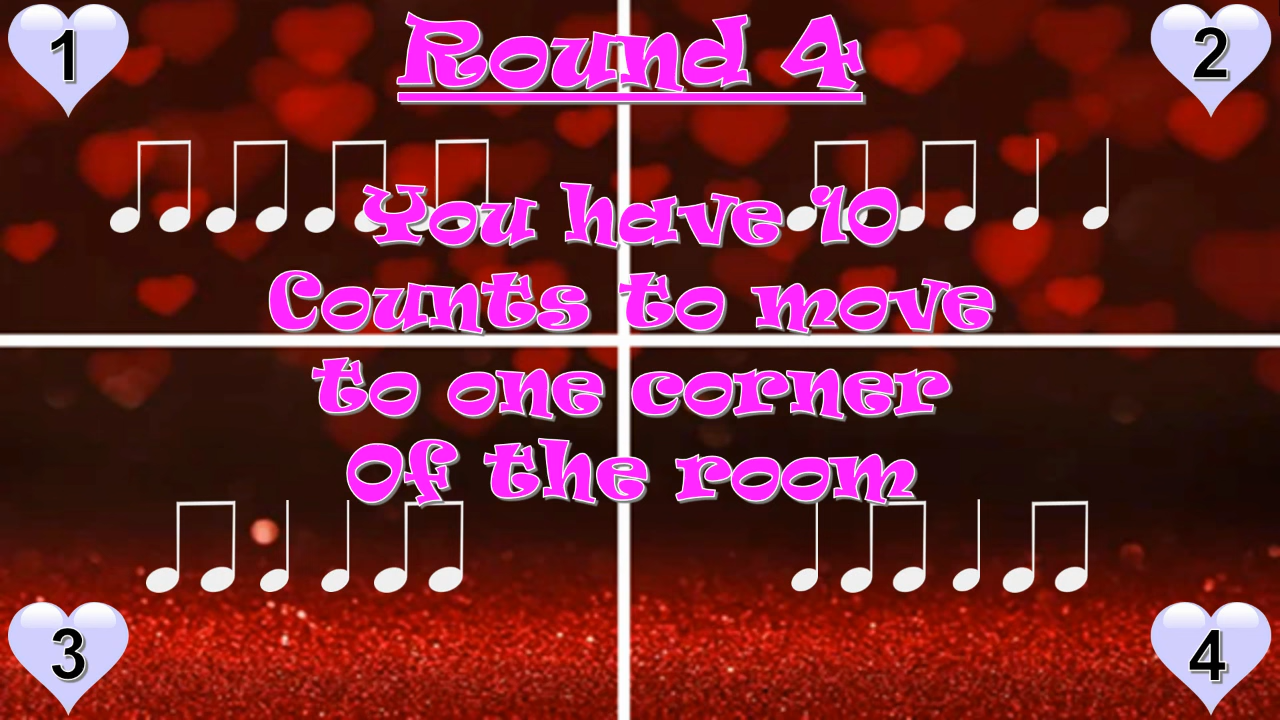 1
Round 4
2
You have 10
Counts to move
to one corner
Of the room
3
4